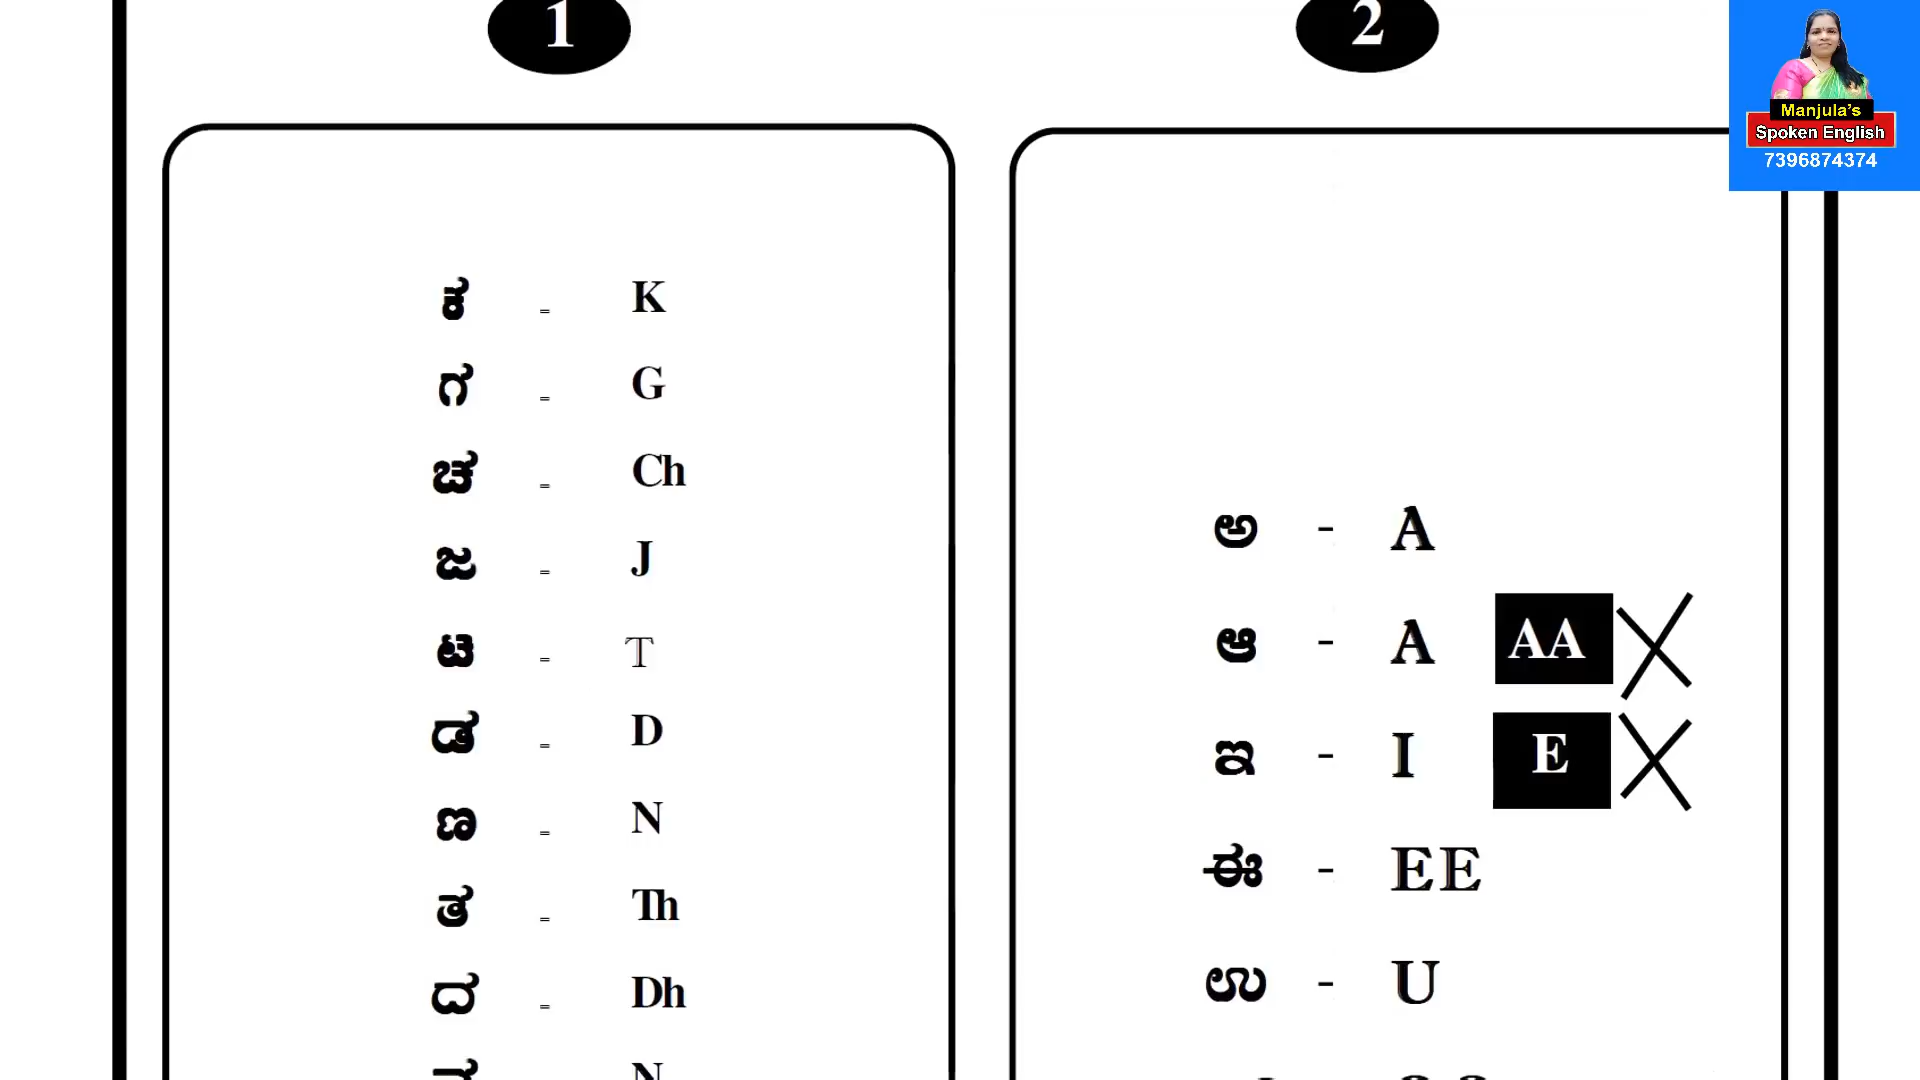 1
ಕ - K
ಗ - G
ಚ - Ch
ಜ - J
ಟ - T
ಡ - D
ಣ - N
ತ - Th
ದ - Dh
2
ಅ - A
ಆ - A AA
ಇ - I E
ಈ - EE
ಉ - U
Manjula's
Spoken English
7396874374